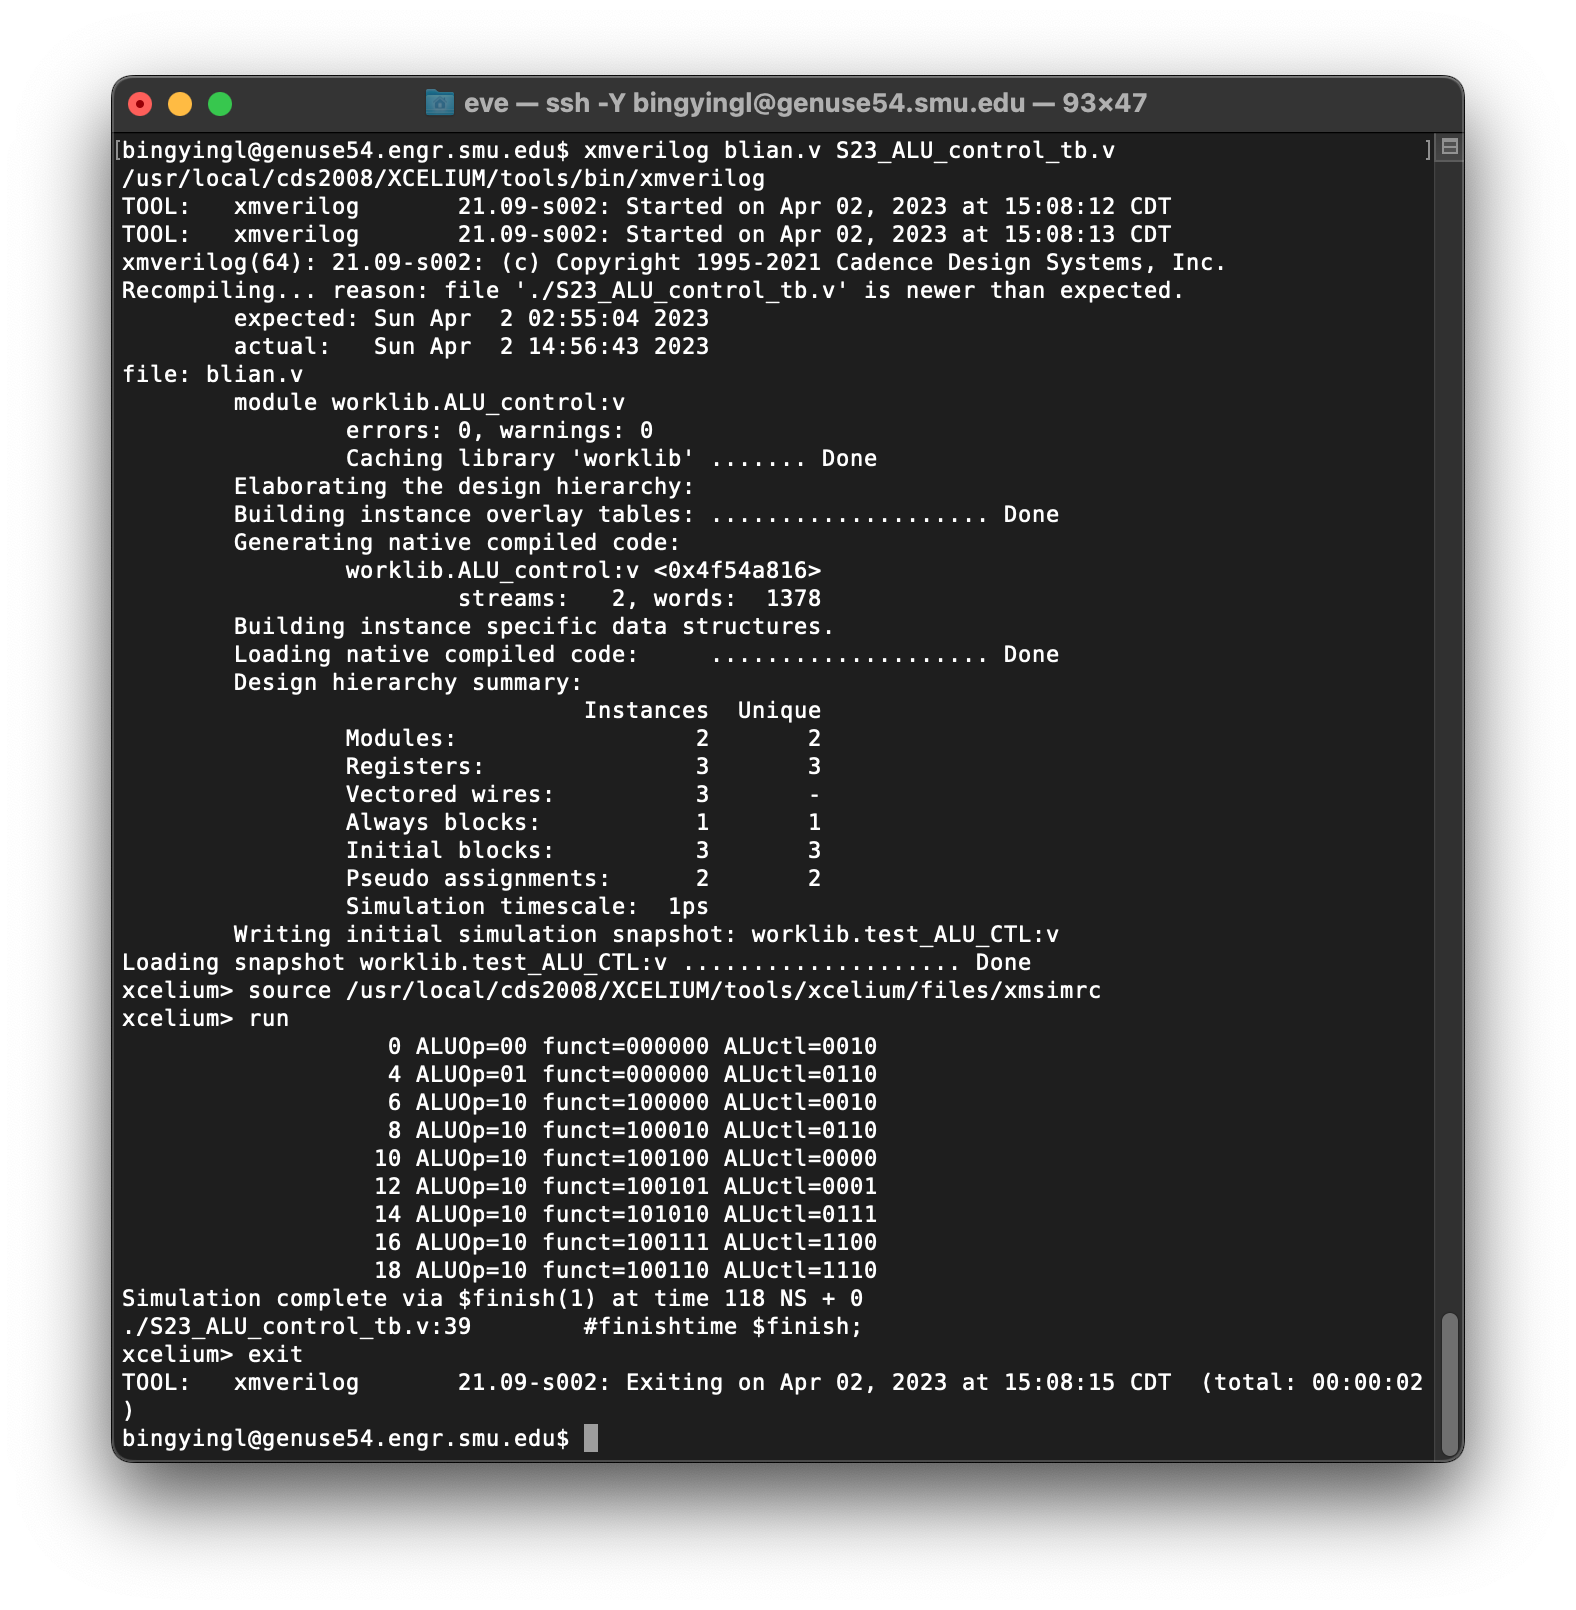 eve — ssh -Y bingyingl@genuse54.smu.edu — 93×47
[bingyingl@genuse54.engr.smu.edu$ xmverilog blian.v S23_ALU_control_tb.v ]
/usr/local/cds2008/XCELIUM/tools/bin/xmverilog
TOOL:   xmverilog       21.09-s002: Started on Apr 02, 2023 at 15:08:12 CDT
TOOL:   xmverilog       21.09-s002: Started on Apr 02, 2023 at 15:08:13 CDT
xmverilog(64): 21.09-s002: (c) Copyright 1995-2021 Cadence Design Systems, Inc.
Recompiling... reason: file './S23_ALU_control_tb.v' is newer than expected.
        expected: Sun Apr  2 02:55:04 2023
        actual:   Sun Apr  2 14:56:43 2023
file: blian.v
        module worklib.ALU_control:v
                errors: 0, warnings: 0
                Caching library 'worklib' ....... Done
        Elaborating the design hierarchy:
        Building instance overlay tables: .................... Done
        Generating native compiled code:
                worklib.ALU_control:v <0x4f54a816>
                        streams:   2, words:  1378
        Building instance specific data structures.
        Loading native compiled code:     .................... Done
        Design hierarchy summary:
                                 Instances  Unique
                Modules:                 2       2
                Registers:               3       3
                Vectored wires:          3       -
                Always blocks:           1       1
                Initial blocks:          3       3
                Pseudo assignments:      2       2
                Simulation timescale:  1ps
        Writing initial simulation snapshot: worklib.test_ALU_CTL:v
Loading snapshot worklib.test_ALU_CTL:v .................... Done
xcelium> source /usr/local/cds2008/XCELIUM/tools/xcelium/files/xmsimrc
xcelium> run
                   0 ALUOp=00 funct=000000 ALUctl=0010
                   4 ALUOp=01 funct=000000 ALUctl=0110
                   6 ALUOp=10 funct=100000 ALUctl=0010
                   8 ALUOp=10 funct=100010 ALUctl=0110
                  10 ALUOp=10 funct=100100 ALUctl=0000
                  12 ALUOp=10 funct=100101 ALUctl=0001
                  14 ALUOp=10 funct=101010 ALUctl=0111
                  16 ALUOp=10 funct=100111 ALUctl=1100
                  18 ALUOp=10 funct=100110 ALUctl=1110
Simulation complete via $finish(1) at time 118 NS + 0
./S23_ALU_control_tb.v:39        #finishtime $finish;
xcelium> exit
TOOL:   xmverilog       21.09-s002: Exiting on Apr 02, 2023 at 15:08:15 CDT  (total: 00:00:02
)
bingyingl@genuse54.engr.smu.edu$